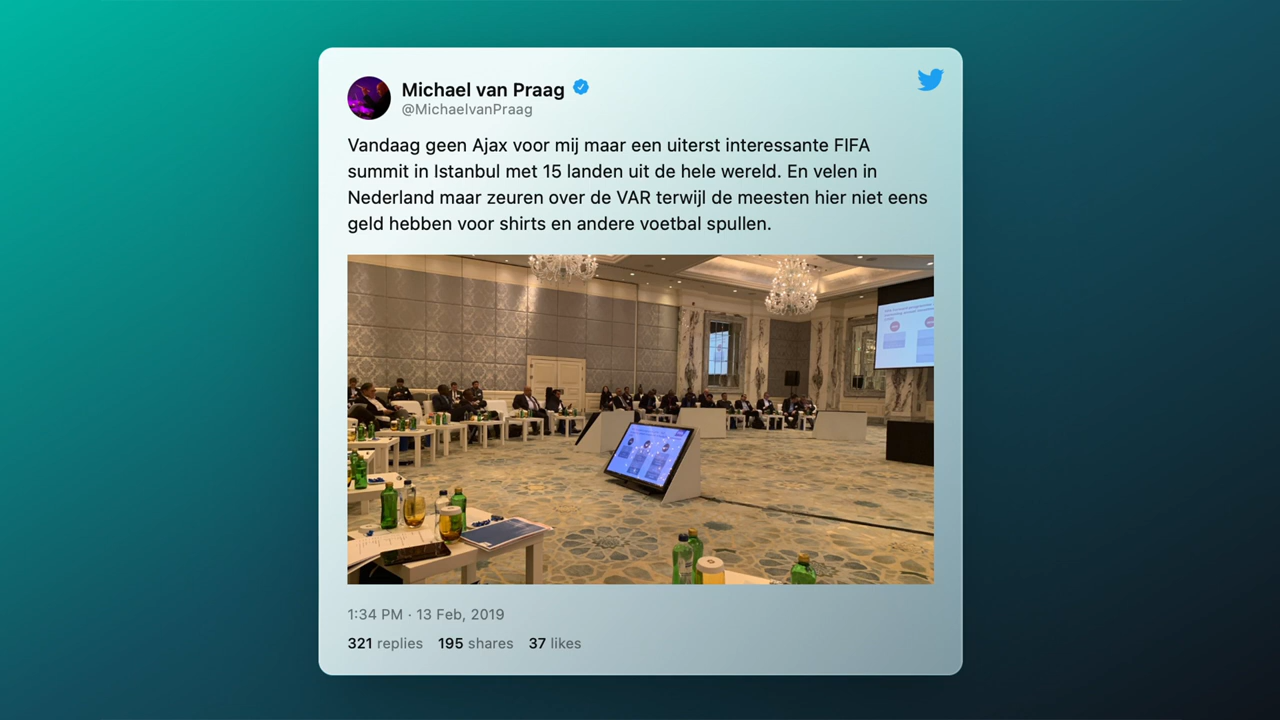 Michael van Praag
@MichaelvanPraag
Vandaag geen Ajax voor mij maar een uiterst interessante FIFA
summit in Istanbul met 15 landen uit de hele wereld. En velen in
Nederland maar zeuren over de VAR terwijl de meesten hier niet eens
geld hebben voor shirts en andere voetbal spullen.
1:34 PM · 13 Feb, 2019
321 replies 195 shares 37 likes